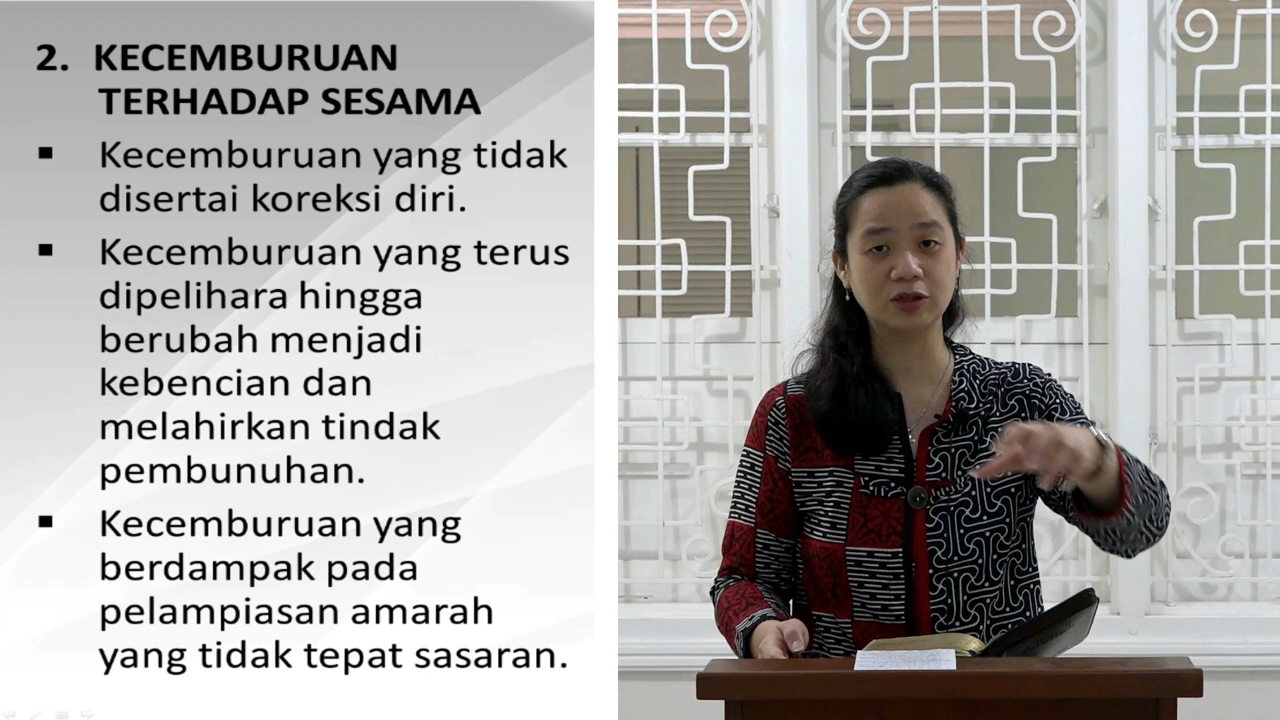 2. KECEMBURUAN
TERHADAP SESAMA
▪ Kecemburuan yang tidak
disertai koreksi diri.
▪ Kecemburuan yang terus
dipelihara hingga
berubah menjadi
kebencian dan
melahirkan tindak
pembunuhan.
▪ Kecemburuan yang
berdampak pada
pelampiasan amarah
yang tidak tepat sasaran.